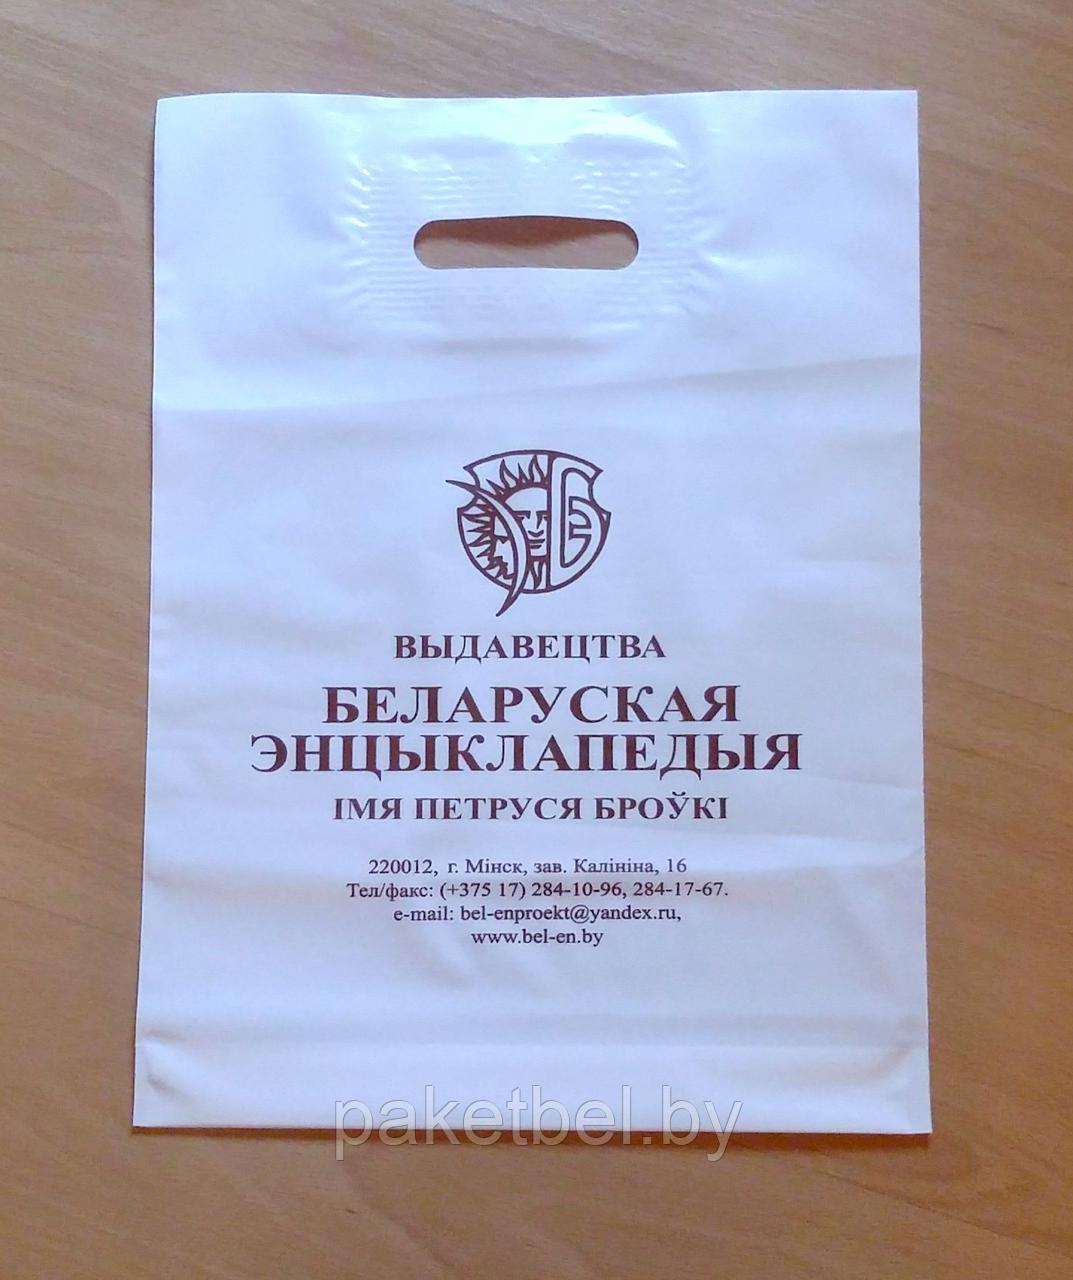 ВЫДАВЕЦТВА
БЕЛАРУСКАЯ
ЭНЦЫКЛАПЕДЫЯ
ІМЯ ПЕТРУСЯ БРОЎКІ
220012, г. Мінск, зав. Калініна, 16
Тел/факс: (+375 17) 284-10-96, 284-17-67.
e-mail: bel-enproekt@yandex.ru,
www.bel-en.by
paketbel.by